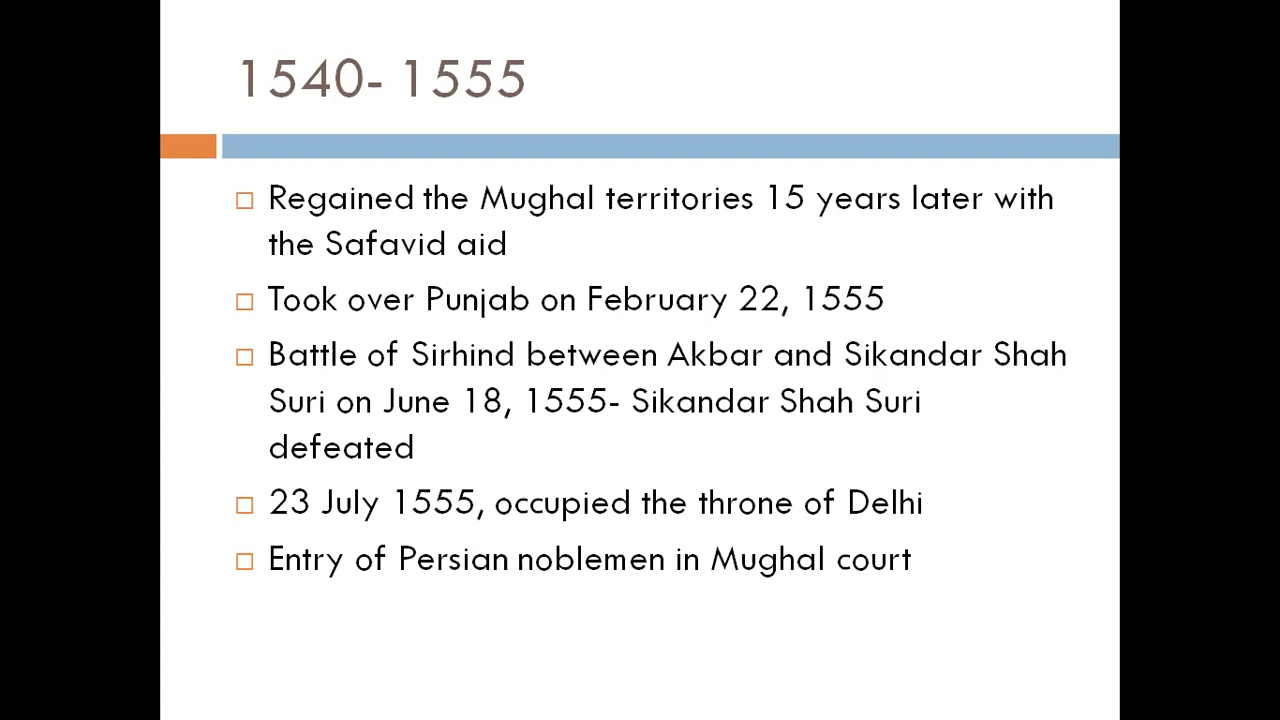 1540- 1555
Regained the Mughal territories 15 years later with
the Safavid aid
Took over Punjab on February 22, 1555
Battle of Sirhind between Akbar and Sikandar Shah
Suri on June 18, 1555- Sikandar Shah Suri
defeated
23 July 1555, occupied the throne of Delhi
Entry of Persian noblemen in Mughal court